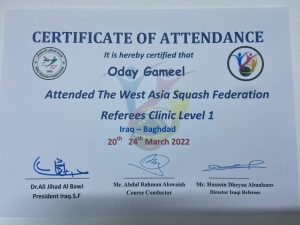 CERTIFICATE OF ATTENDANCE
It is hereby certified that
Oday Gameel
Attended The West Asia Squash Federation
Referees Clinic Level 1
Iraq – Baghdad
20th 24th March 2022
Dr.Ali Jihad Al Bawi
President Iraq.S.F
Mr. Abdul Rahman Alowaish
Course Conductor
Mr. Hussein Dheyaa Abnulnaes
Director Iraqi Referees